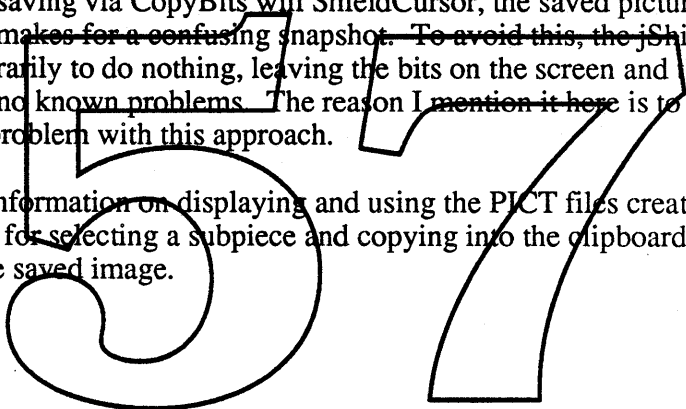 saving via CopyBits will ShieldCursor, the saved pictur
makes for a confusing snapshot. To avoid this, the jShi
rarily to do nothing, leaving the bits on the screen and
no known problems. The reason I mention it here is to
problem with this approach.
nformation on displaying and using the PICT files creat
for selecting a subpiece and copying into the clipboard
e saved image.
57